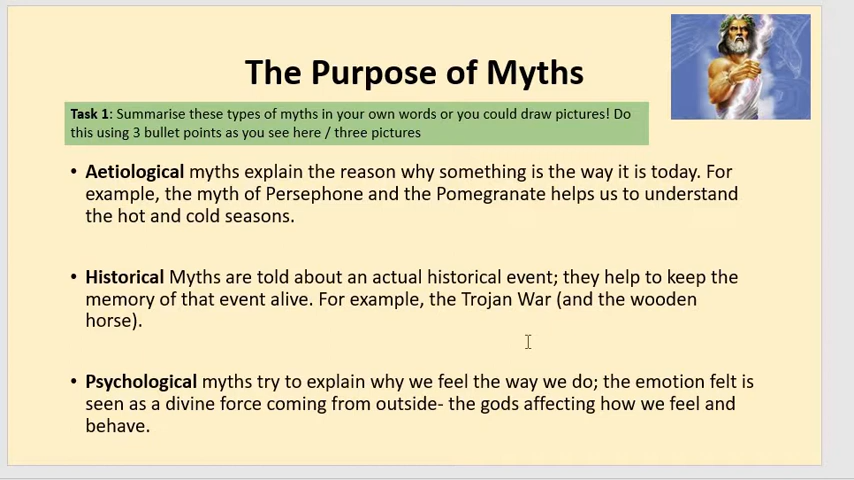 The Purpose of Myths
Task 1: Summarise these types of myths in your own words or you could draw pictures! Do
this using 3 bullet points as you see here / three pictures
• Aetiological myths explain the reason why something is the way it is today. For
example, the myth of Persephone and the Pomegranate helps us to understand
the hot and cold seasons.
• Historical Myths are told about an actual historical event; they help to keep the
memory of that event alive. For example, the Trojan War (and the wooden
horse).
• Psychological myths try to explain why we feel the way we do; the emotion felt is
seen as a divine force coming from outside- the gods affecting how we feel and
behave.